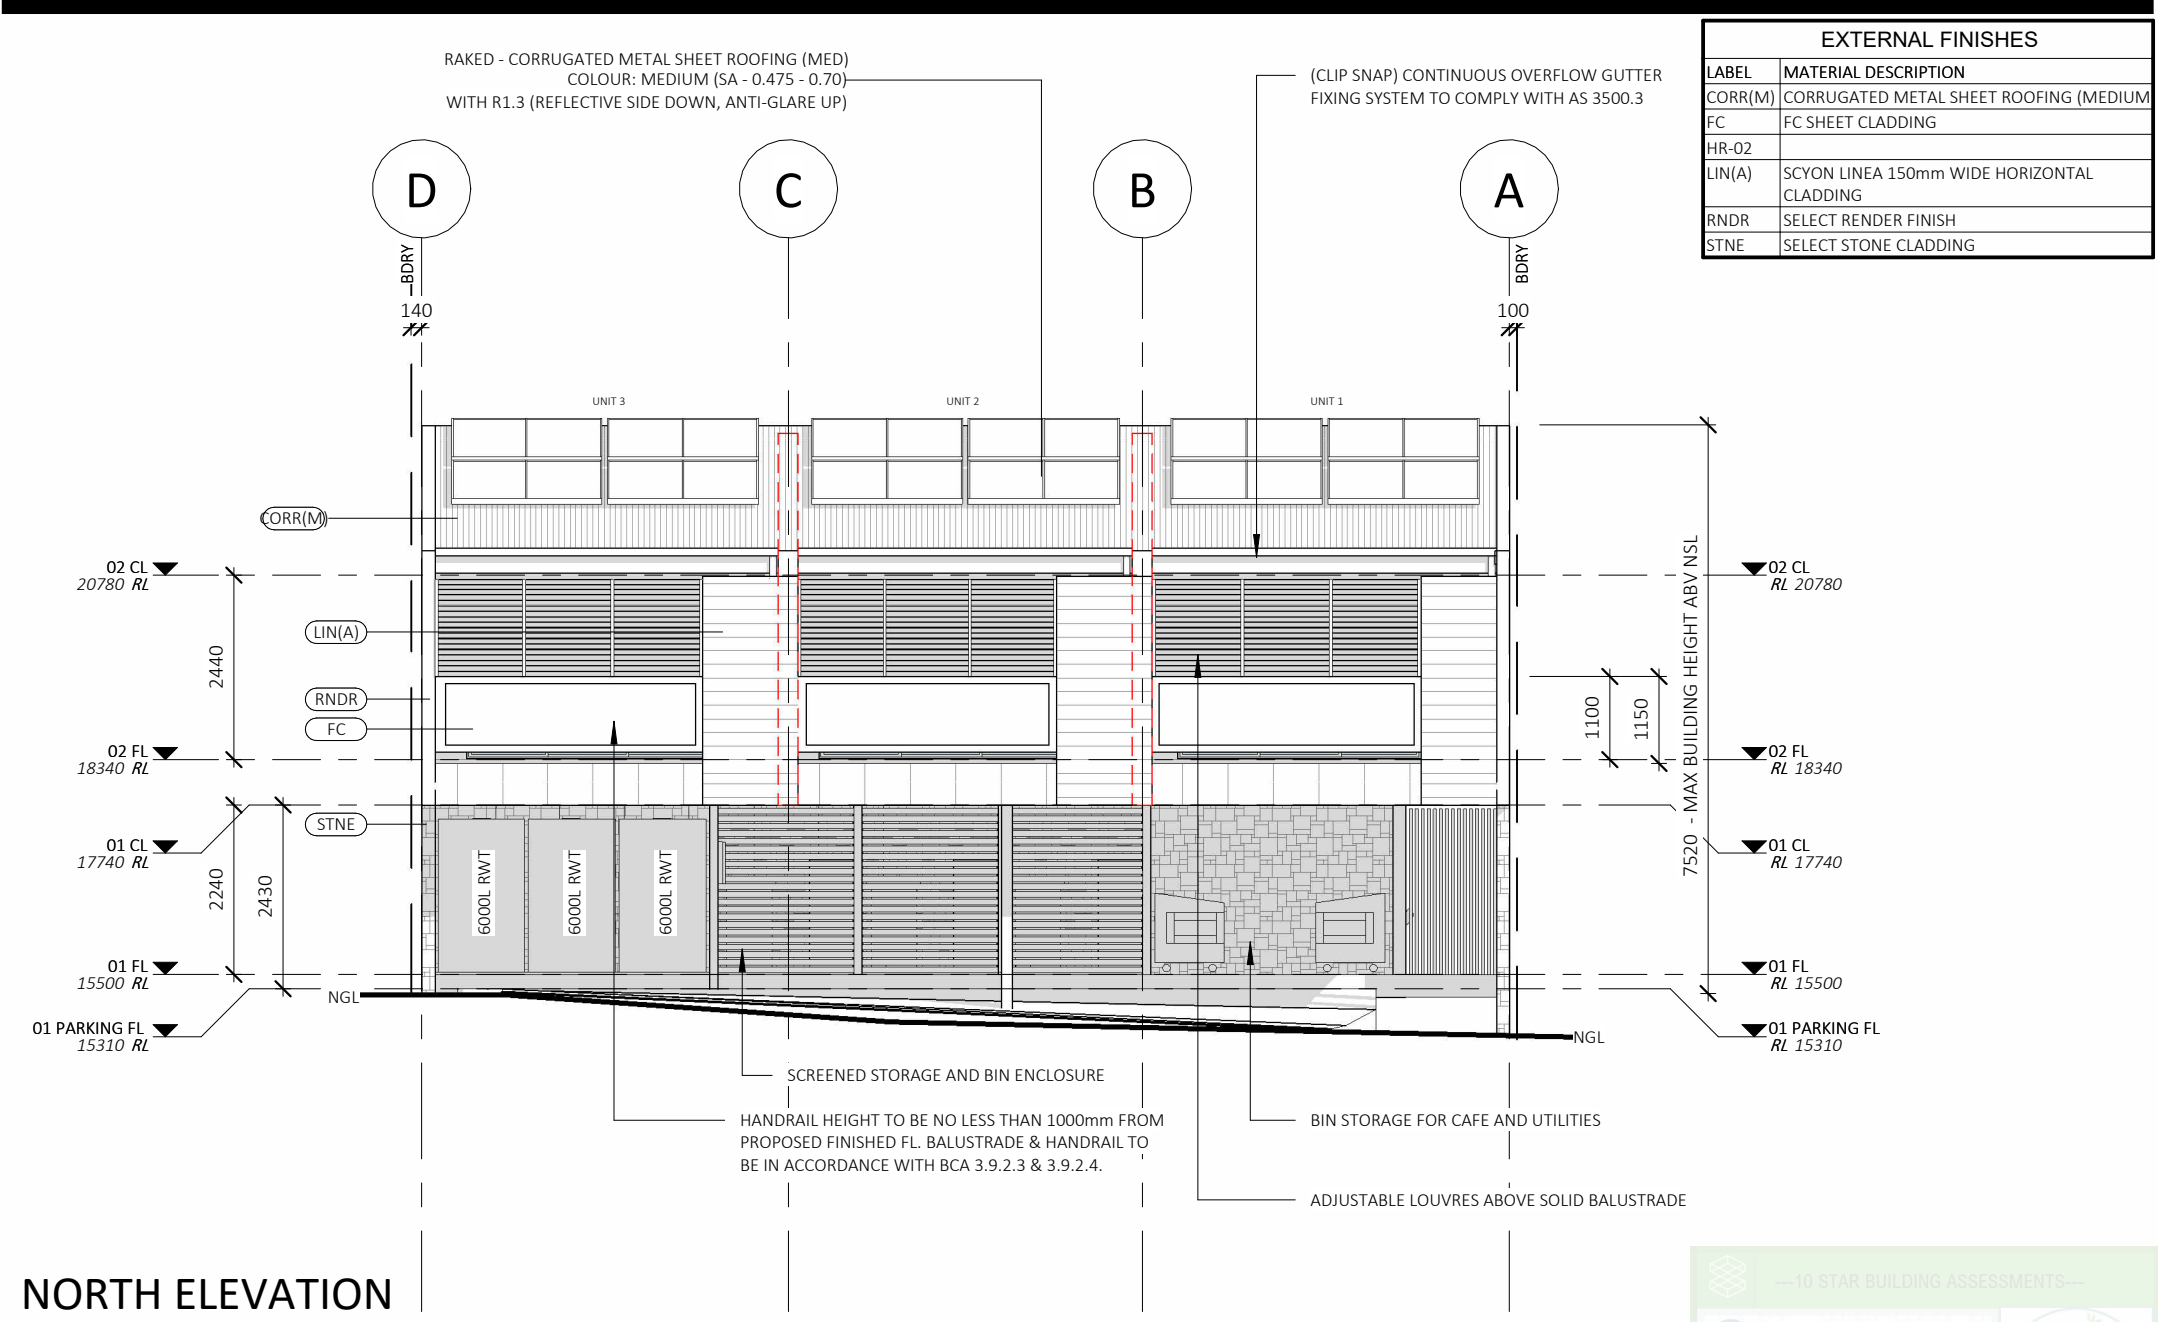 EXTERNAL FINISHES
LABEL MATERIAL DESCRIPTION
CORR(M) CORRUGATED METAL SHEET ROOFING (MEDIUM
FC FC SHEET CLADDING
HR-02
LIN(A) SCYON LINEA 150mm WIDE HORIZONTAL
CLADDING
RNDR SELECT RENDER FINISH
STNE SELECT STONE CLADDING
RAKED - CORRUGATED METAL SHEET ROOFING (MED)
COLOUR: MEDIUM (SA - 0.475 - 0.70)
WITH R1.3 (REFLECTIVE SIDE DOWN, ANTI-GLARE UP)
(CLIP SNAP) CONTINUOUS OVERFLOW GUTTER
FIXING SYSTEM TO COMPLY WITH AS 3500.3
D
C
B
A
BDRY
BDRY
140
100
UNIT 3
UNIT 2
UNIT 1
CORR(M)
LIN(A)
RNDR
FC
STNE
02 CL
20780 RL
02 FL
18340 RL
01 CL
17740 RL
01 FL
15500 RL
01 PARKING FL
15310 RL
2440
2240
2430
NGL
6000L RWT
6000L RWT
6000L RWT
1100
1150
7520 - MAX BUILDING HEIGHT ABV NSL
02 CL
RL 20780
02 FL
RL 18340
01 CL
RL 17740
01 FL
RL 15500
01 PARKING FL
RL 15310
NGL
SCREENED STORAGE AND BIN ENCLOSURE
HANDRAIL HEIGHT TO BE NO LESS THAN 1000mm FROM
PROPOSED FINISHED FL. BALUSTRADE & HANDRAIL TO
BE IN ACCORDANCE WITH BCA 3.9.2.3 & 3.9.2.4.
BIN STORAGE FOR CAFE AND UTILITIES
ADJUSTABLE LOUVRES ABOVE SOLID BALUSTRADE
NORTH ELEVATION
—10 STAR BUILDING ASSESSMENTS—